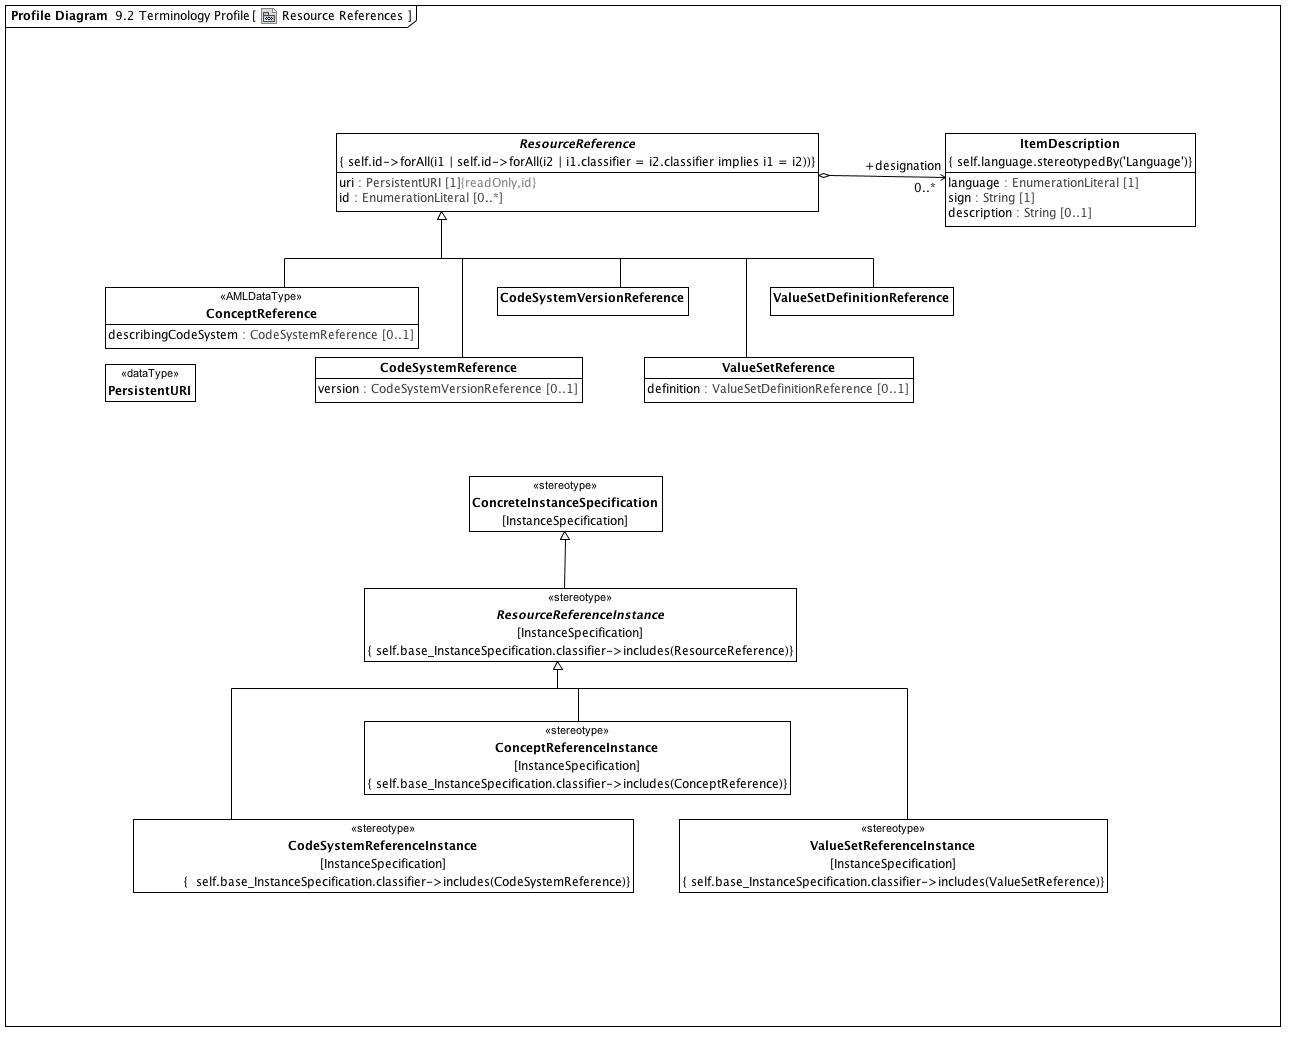 Profile Diagram 9.2 Terminology Profile [ Resource References ]
ResourceReference
{ self.id->forAll(i1 | self.id->forAll(i2 | i1.classifier = i2.classifier implies i1 = i2))}
uri : PersistentURI [1]{readOnly,id}
id : EnumerationLiteral [0..*]
+designation
0..*
ItemDescription
{ self.language.stereotypedBy('Language')}
language : EnumerationLiteral [1]
sign : String [1]
description : String [0..1]
«AMLDataType»
ConceptReference
describingCodeSystem : CodeSystemReference [0..1]
CodeSystemVersionReference
ValueSetDefinitionReference
«dataType»
PersistentURI
CodeSystemReference
version : CodeSystemVersionReference [0..1]
ValueSetReference
definition : ValueSetDefinitionReference [0..1]
«stereotype»
ConcreteInstanceSpecification
[InstanceSpecification]
«stereotype»
ResourceReferenceInstance
[InstanceSpecification]
{ self.base_InstanceSpecification.classifier->includes(ResourceReference)}
«stereotype»
ConceptReferenceInstance
[InstanceSpecification]
{ self.base_InstanceSpecification.classifier->includes(ConceptReference)}
«stereotype»
CodeSystemReferenceInstance
[InstanceSpecification]
{ self.base_InstanceSpecification.classifier->includes(CodeSystemReference)}
«stereotype»
ValueSetReferenceInstance
[InstanceSpecification]
{ self.base_InstanceSpecification.classifier->includes(ValueSetReference)}